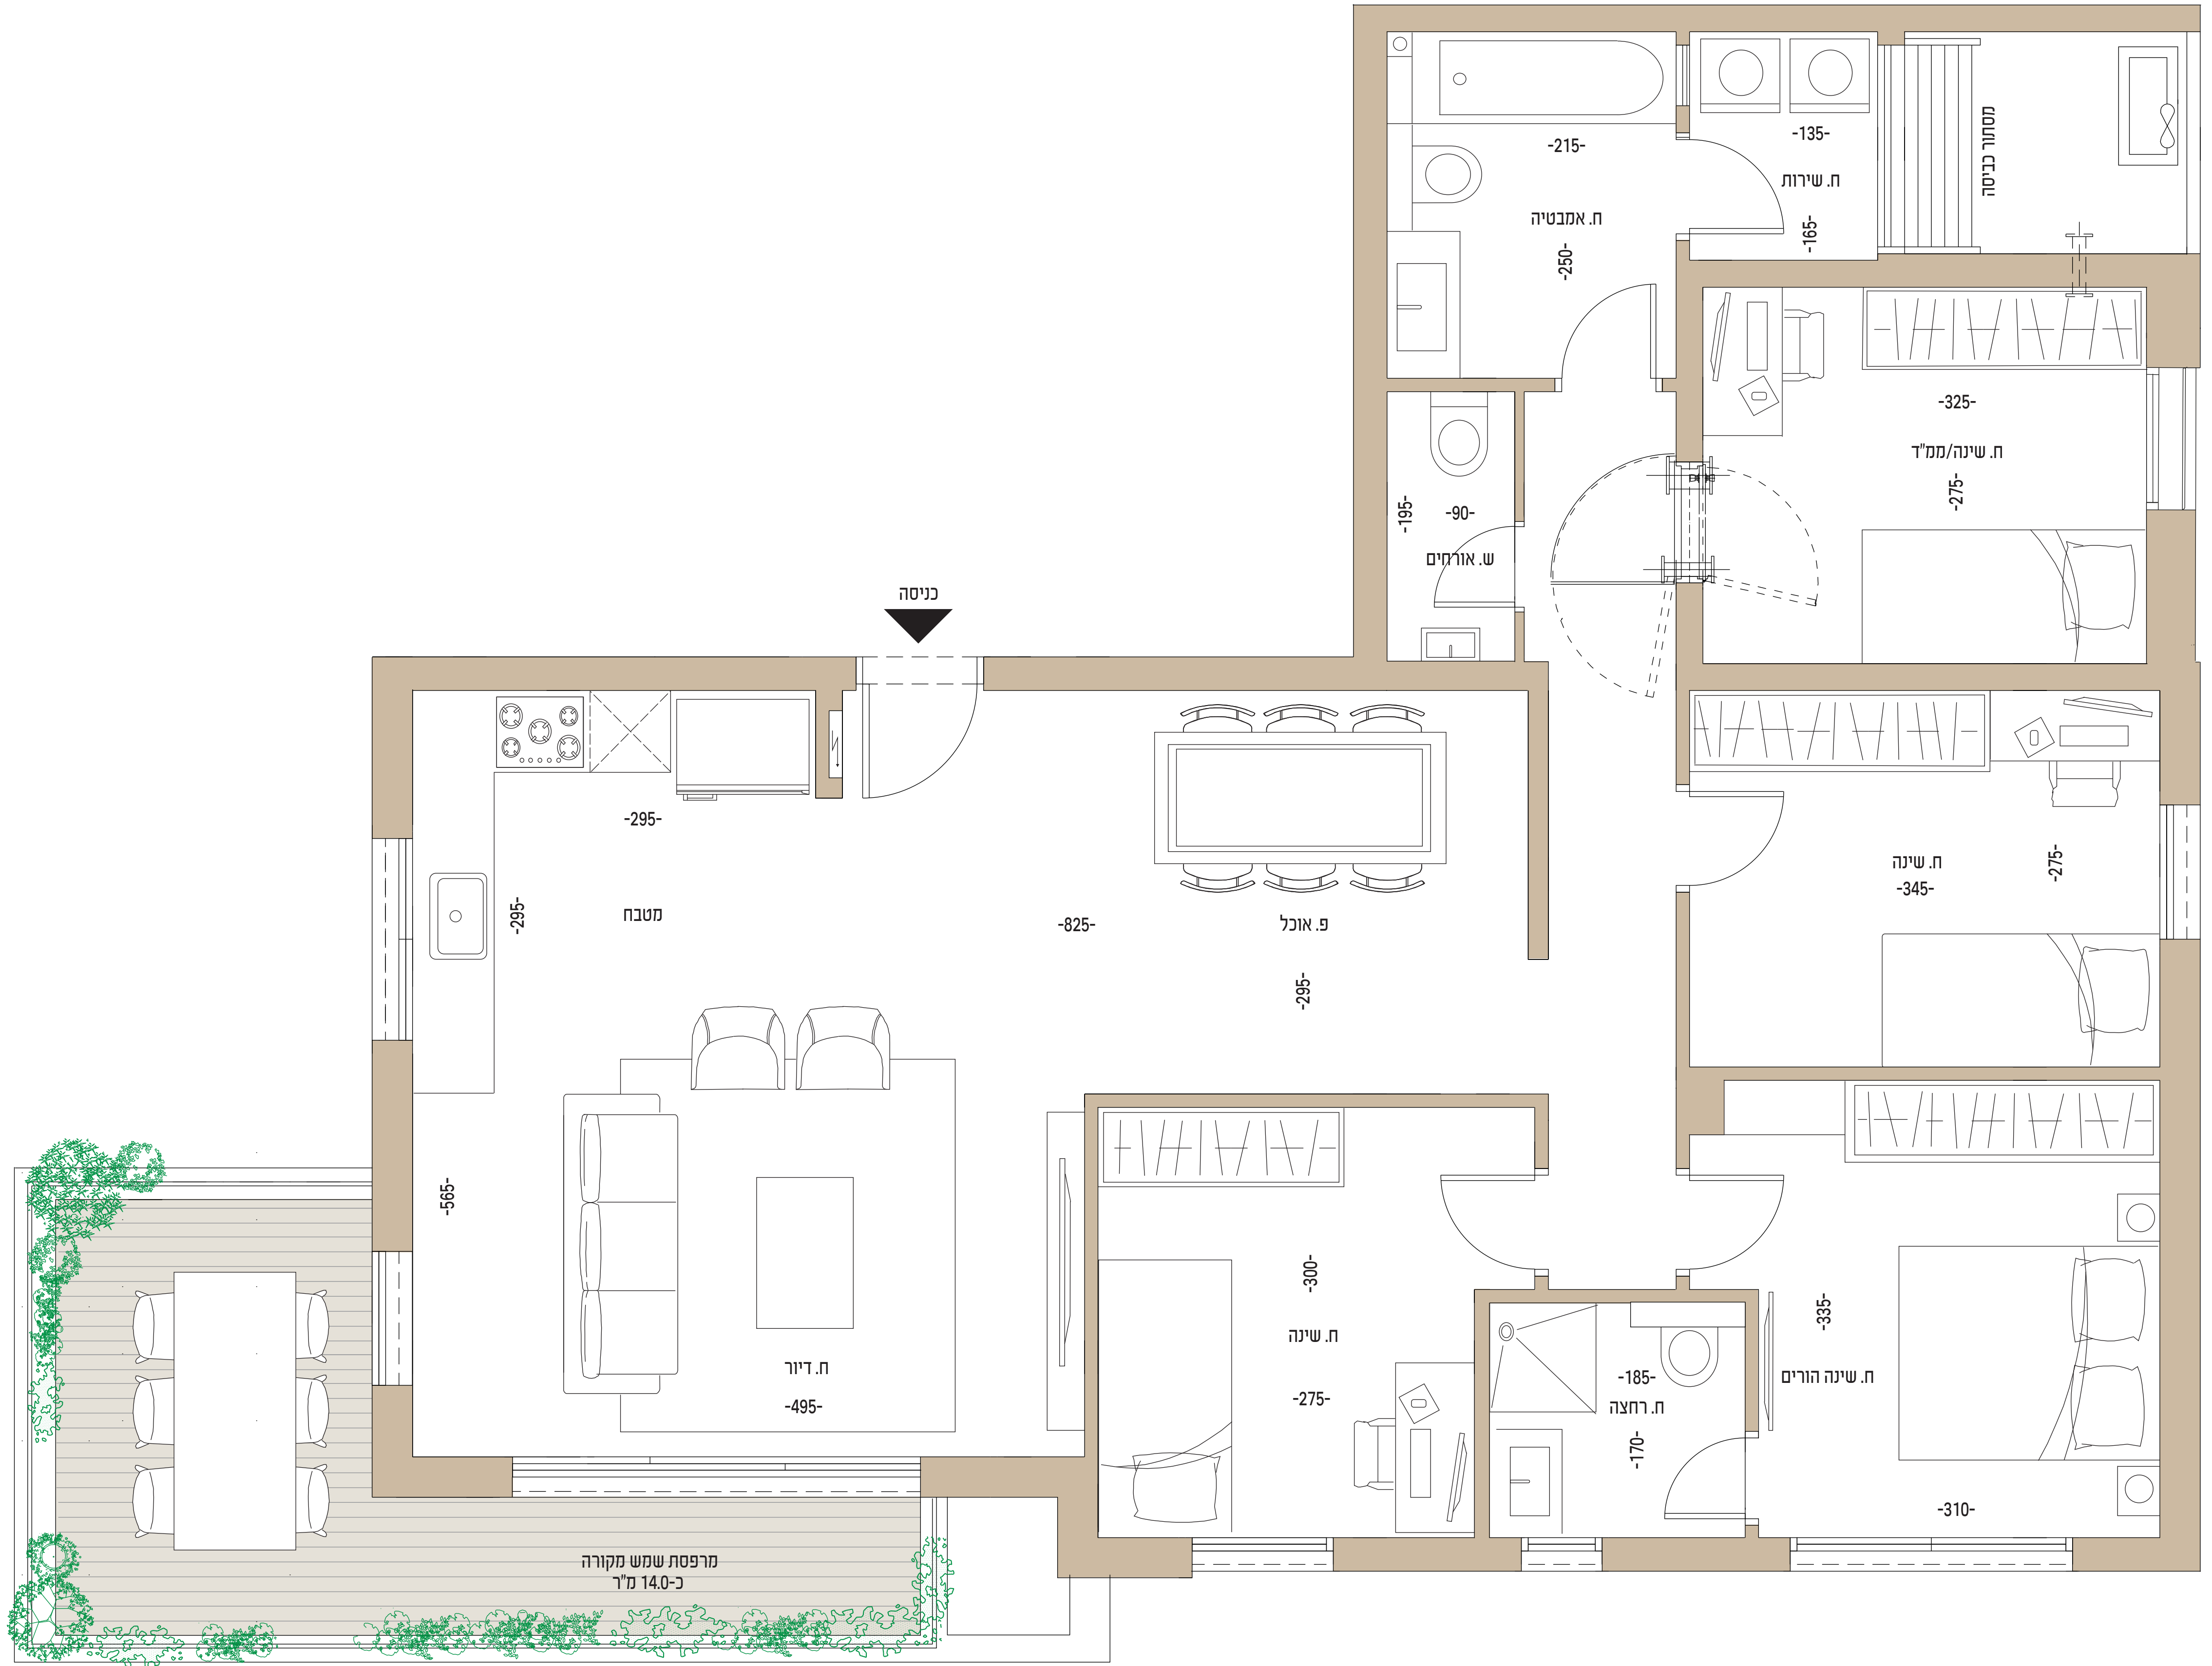 -215-
ח. אמבטיה
-250-
-135-
ח. שירות
-165-
מסתור כביסה
-325-
ח. שינה/ממ"ד
-275-
-195-
-90-
ש. אורחים
כניסה
-295-
-295-
מטבח
-825-
פ. אוכל
-295-
ח. שינה
-345-
-275-
-565-
ח. דיור
-495-
-300-
ח. שינה
-275-
-185-
ח. רחצה
-170-
-335-
ח. שינה הורים
-310-
מרפסת שמש מקורה
כ-14.0 מ"ר